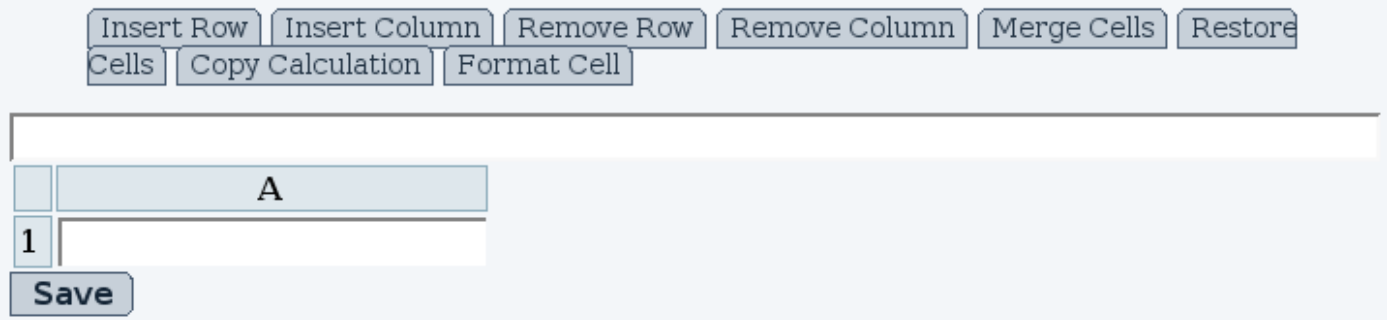 Insert Row Insert Column Remove Row Remove Column Merge Cells Restore
Cells Copy Calculation Format Cell
A
1
Save